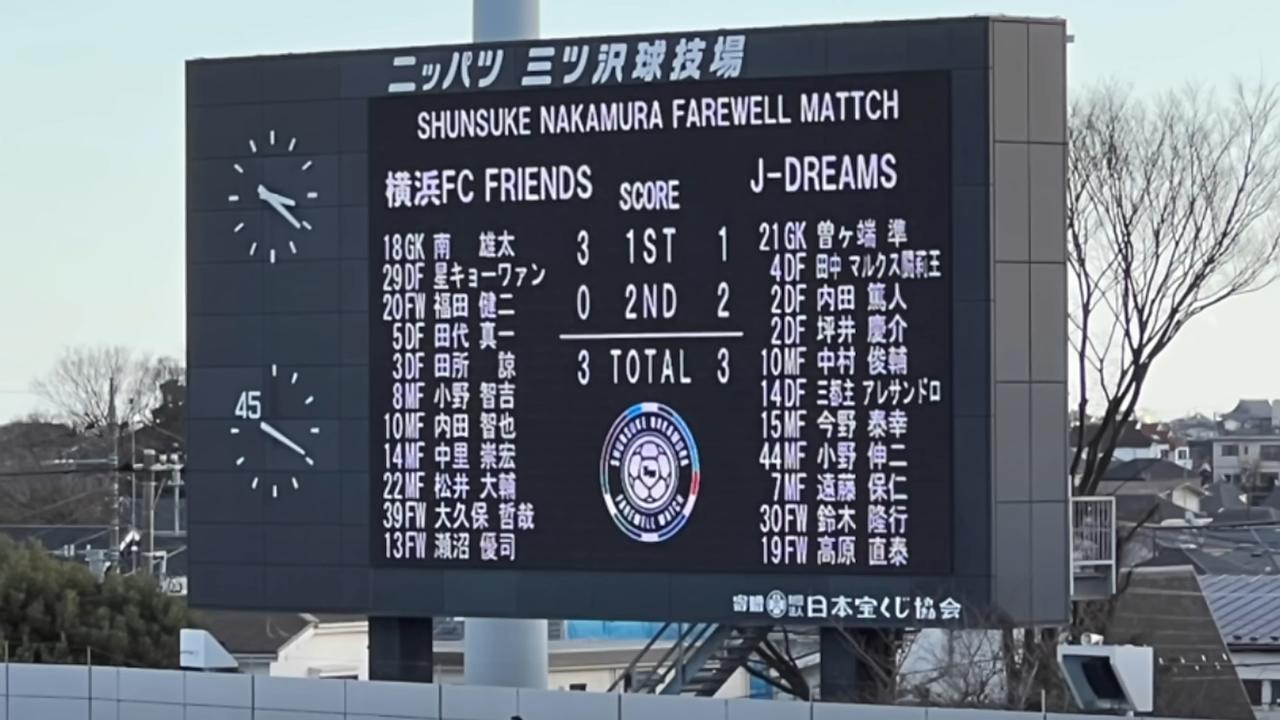 ニッパツ 三ツ沢球技場
SHUNSUKE NAKAMURA FAREWELL MATTCH
横浜FC FRIENDS SCORE J-DREAMS
18GK 南 雄太
29DF 星キョーワァン
20FW 福田 健二
5DF 田代 真一
3DF 田所 諒
8MF 小野 智吉
10MF 内田 智也
14MF 中里 崇宏
22MF 松井 大輔
39FW 大久保 哲哉
13FW 瀬沼 優司
3 1ST 1
0 2ND 2
3 TOTAL 3
SHUNSUKE NAKAMURA
FAREWELL MATCH
21GK 曽ヶ端 準
4DF 田中 マルクス闘莉王
2DF 内田 篤人
2DF 坪井 慶介
10MF 中村 俊輔
14DF 三都主 アレサンドロ
15MF 今野 泰幸
44MF 小野 伸二
7MF 遠藤 保仁
30FW 鈴木 隆行
19FW 高原 直泰
45
寄贈 日本宝くじ協会